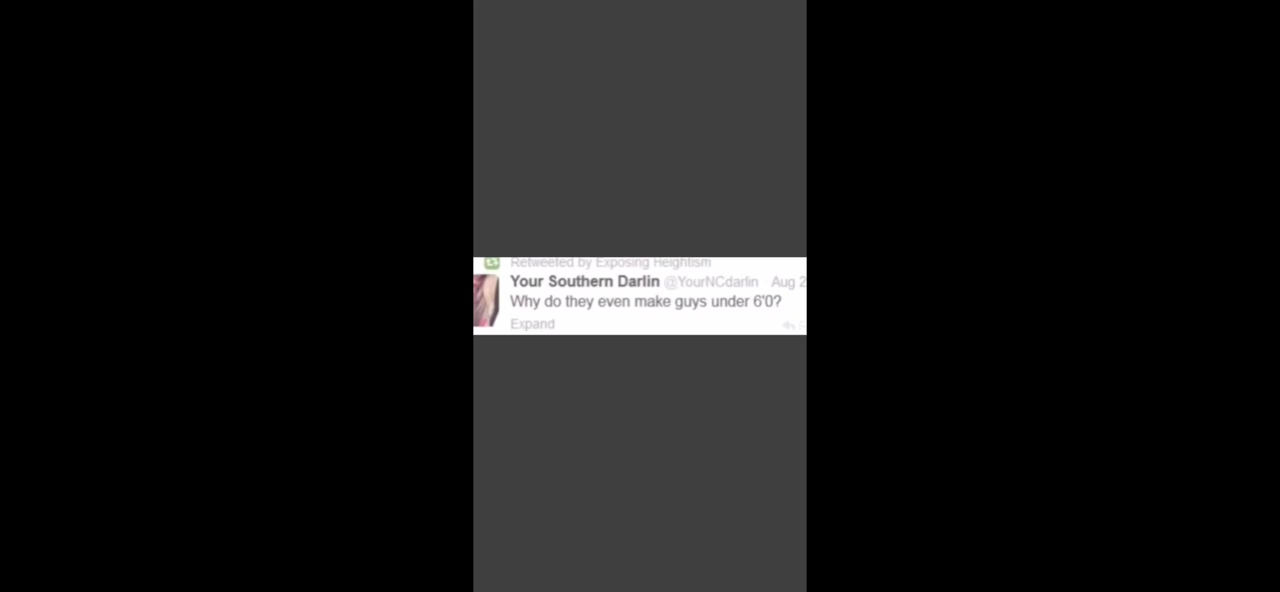 Retweeted by Exposing Heightism
Your Southern Darlin @YourNCdarlin Aug 2
Why do they even make guys under 6'0?
Expand